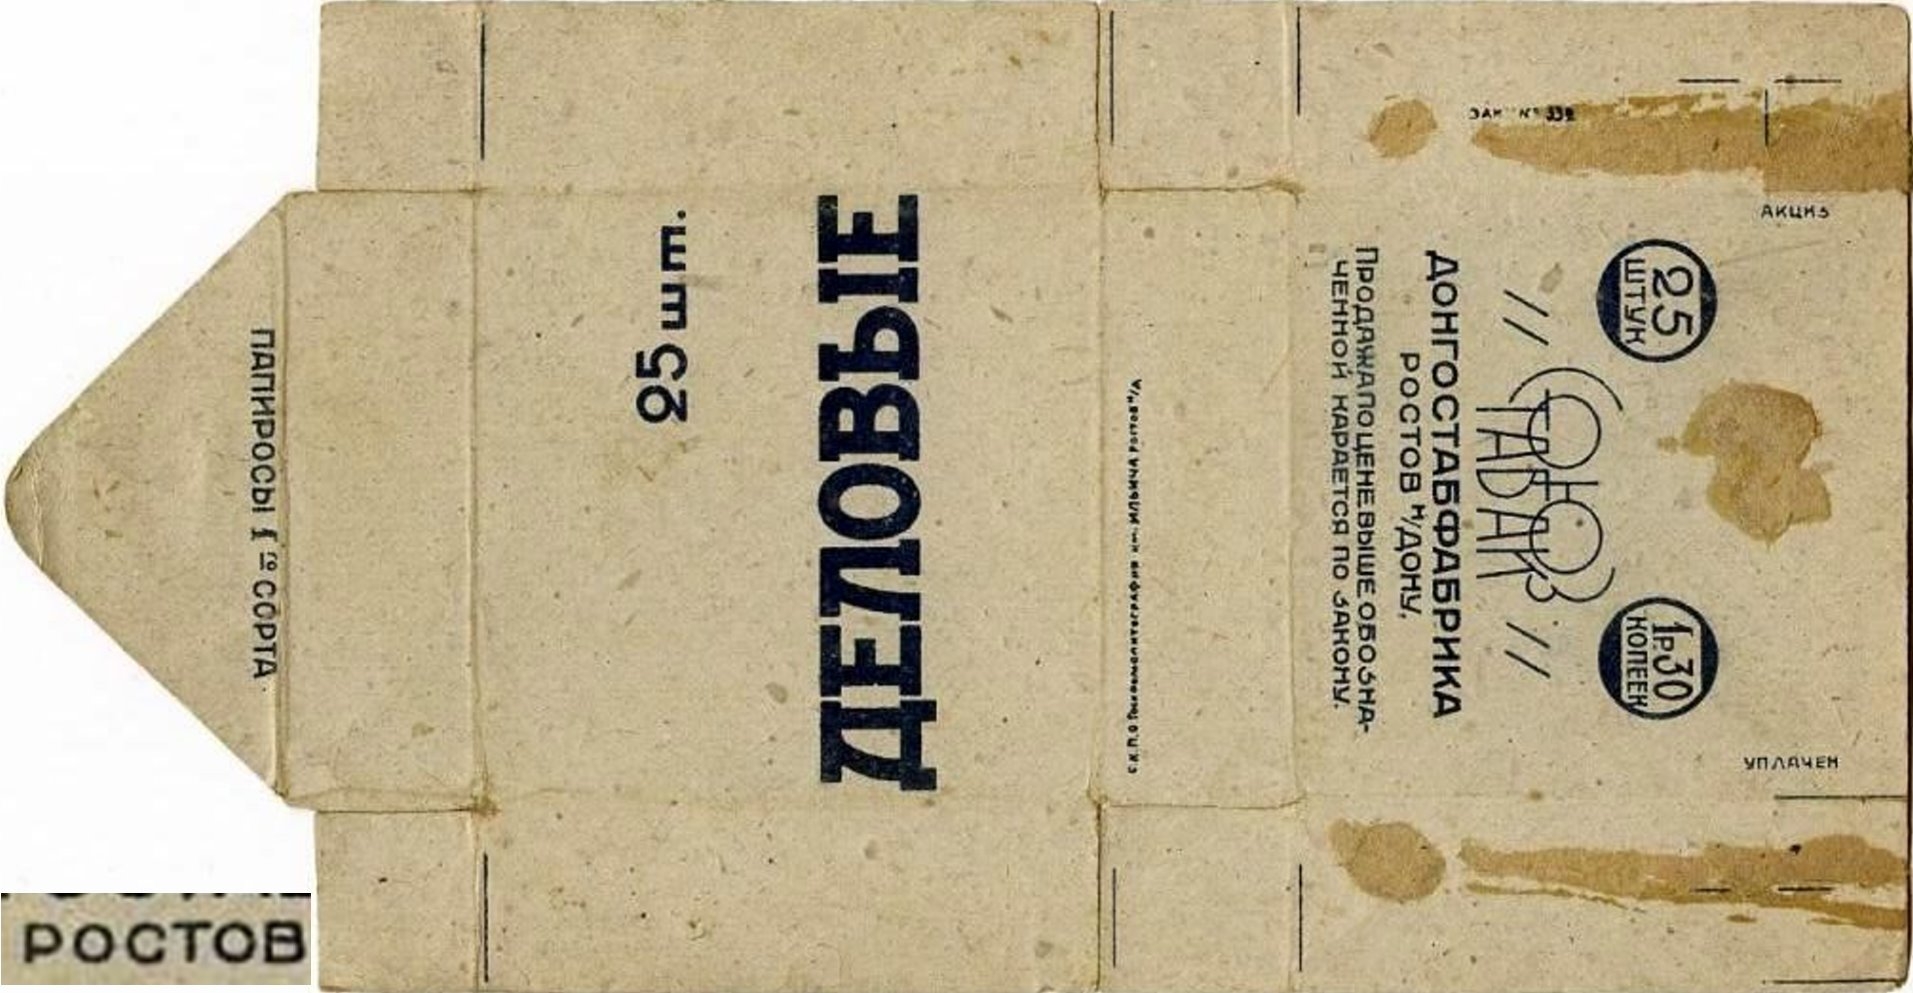 ПАПИРОСЫ 1го СОРТА
ДЕЛОВЫЕ
25 шт.
ЗАК. № 339
АКЦИЗ
УПЛАЧЕН
25
ШТУК
1р.30
КОПЕЕК
СОЮЗ
ТАБАК
ДОНГОСТАБФАБРИКА
РОСТОВ н/ДОНУ.
ПРОДАЖА ПО ЦЕНЕ ВЫШЕ ОБОЗНА-
ЧЕННОЙ КАРАЕТСЯ ПО ЗАКОНУ.
РОСТОВ